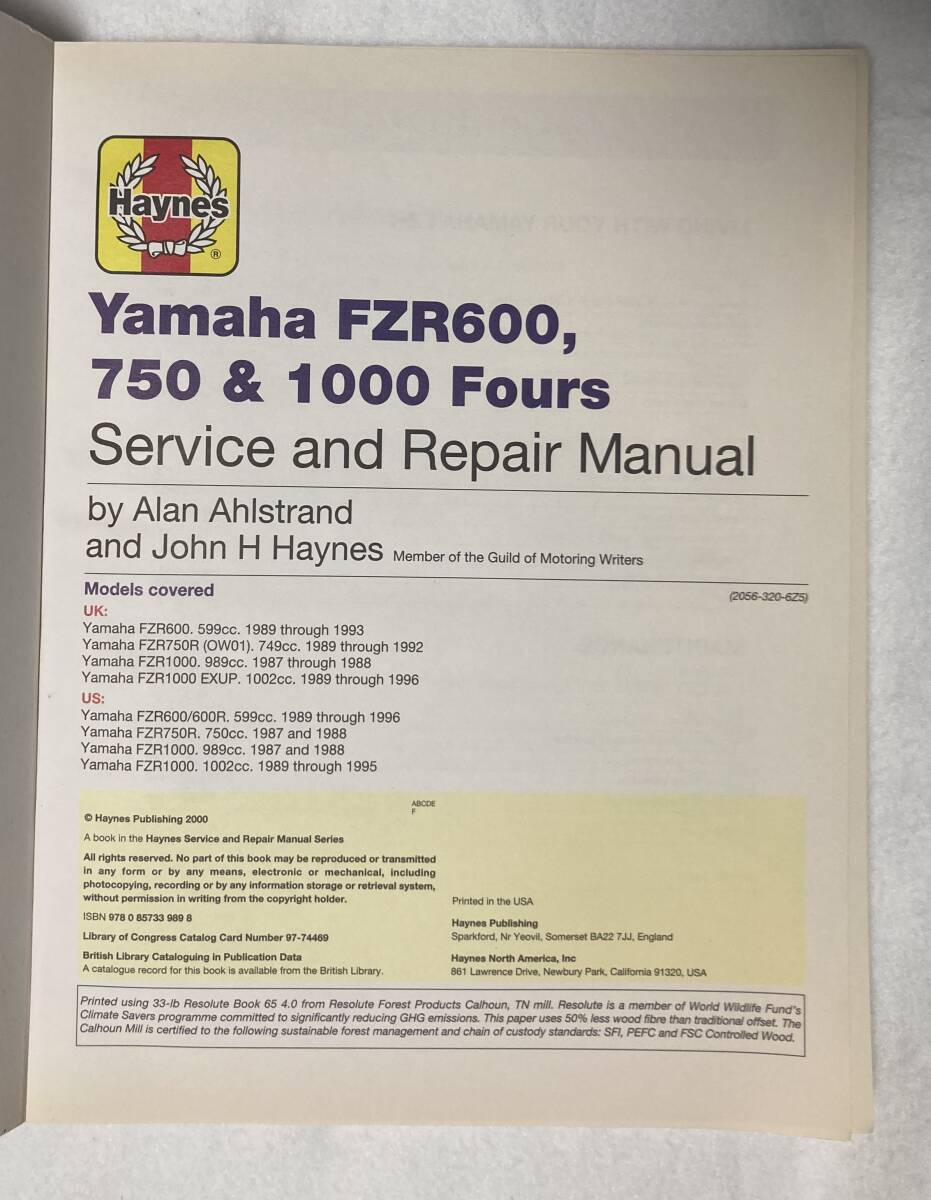 Haynes
®
Yamaha FZR600,
750 & 1000 Fours
Service and Repair Manual
by Alan Ahlstrand
and John H Haynes Member of the Guild of Motoring Writers
Models covered
(2056-320-6Z5)
UK:
Yamaha FZR600. 599cc. 1989 through 1993
Yamaha FZR750R (OW01). 749cc. 1989 through 1992
Yamaha FZR1000. 989cc. 1987 through 1988
Yamaha FZR1000 EXUP. 1002cc. 1989 through 1996
US:
Yamaha FZR600/600R. 599cc. 1989 through 1996
Yamaha FZR750R. 750cc. 1987 and 1988
Yamaha FZR1000. 989cc. 1987 and 1988
Yamaha FZR1000. 1002cc. 1989 through 1995
ABCDE
F
© Haynes Publishing 2000
A book in the Haynes Service and Repair Manual Series
All rights reserved. No part of this book may be reproduced or transmitted
in any form or by any means, electronic or mechanical, including
photocopying, recording or by any information storage or retrieval system,
without permission in writing from the copyright holder.
ISBN 978 0 85733 989 8
Library of Congress Catalog Card Number 97-74469
British Library Cataloguing in Publication Data
A catalogue record for this book is available from the British Library.
Printed in the USA
Haynes Publishing
Sparkford, Nr Yeovil, Somerset BA22 7JJ, England
Haynes North America, Inc
861 Lawrence Drive, Newbury Park, California 91320, USA
Printed using 33-lb Resolute Book 65 4.0 from Resolute Forest Products Calhoun, TN mill. Resolute is a member of World Wildlife Fund's
Climate Savers programme committed to significantly reducing GHG emissions. This paper uses 50% less wood fibre than traditional offset. The
Calhoun Mill is certified to the following sustainable forest management and chain of custody standards: SFI, PEFC and FSC Controlled Wood.